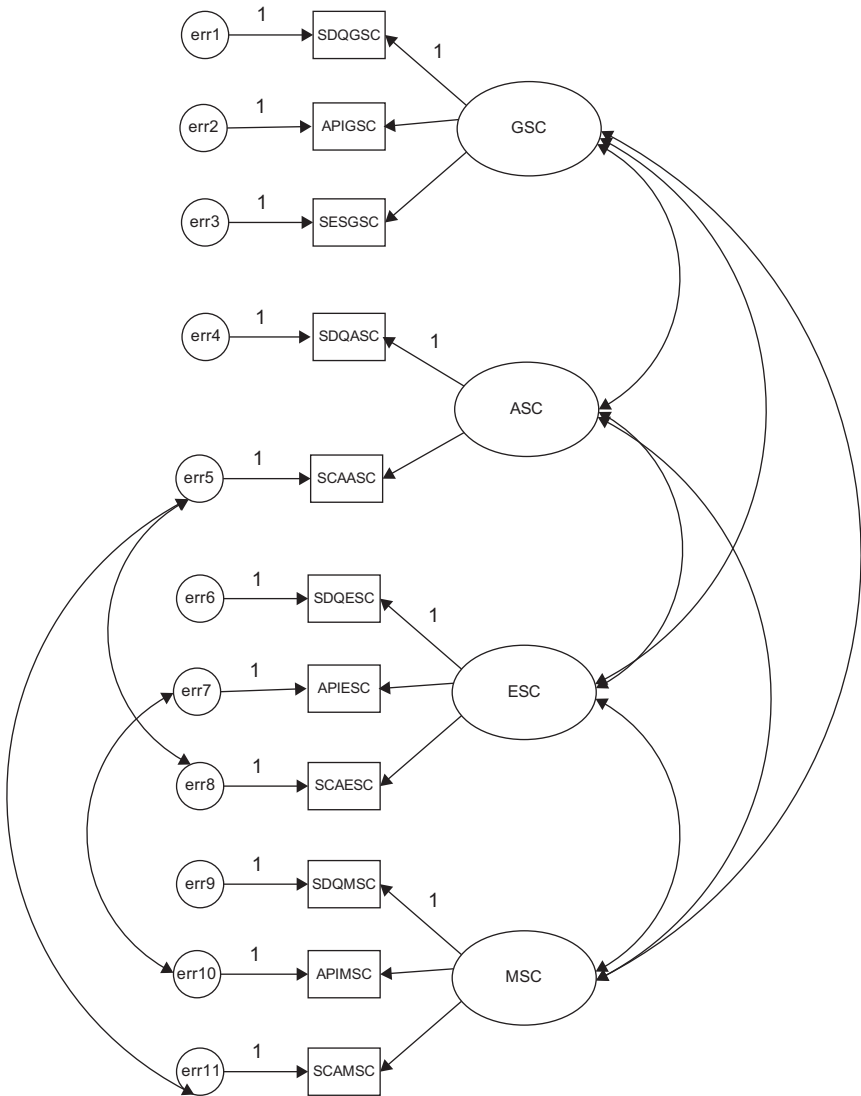 err1 1 SDQGSC
1
err2 1 APIGSC
GSC
err3 1 SESGSC
err4 1 SDQASC
1
ASC
err5 1 SCAASC
err6 1 SDQESC
1
err7 1 APIESC
ESC
err8 1 SCAESC
err9 1 SDQMSC
1
err10 1 APIMSC
MSC
err11 1 SCAMSC